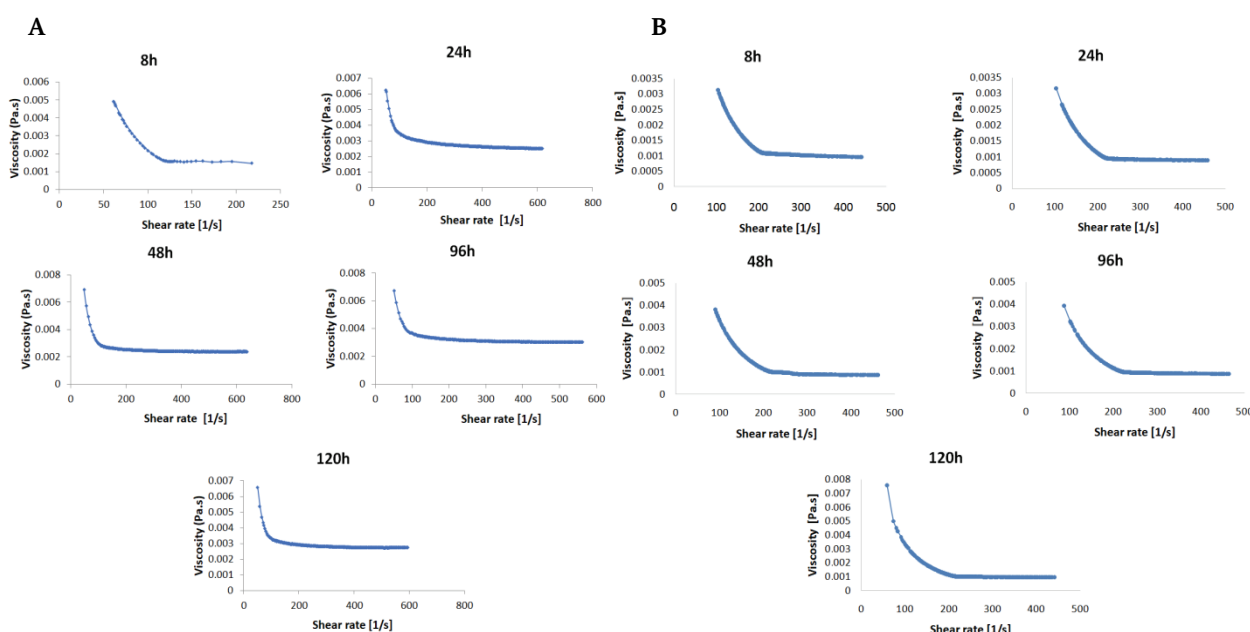 A
8h
Viscosity (Pa.s)
0.006
0.005
0.004
0.003
0.002
0.001
0
0 50 100 150 200 250
Shear rate [1/s]
24h
Viscosity (Pa.s)
0.007
0.006
0.005
0.004
0.003
0.002
0.001
0
0 200 400 600 800
Shear rate [1/s]
48h
Viscosity (Pa.s)
0.008
0.006
0.004
0.002
0
0 200 400 600 800
Shear rate [1/s]
96h
Viscosity (Pa.s)
0.008
0.006
0.004
0.002
0
0 100 200 300 400 500 600
Shear rate [1/s]
120h
Viscosity (Pa.s)
0.007
0.006
0.005
0.004
0.003
0.002
0.001
0
0 200 400 600 800
Shear rate [1/s]
B
8h
Viscosity [Pa.s]
0.0035
0.003
0.0025
0.002
0.0015
0.001
0.0005
0
0 100 200 300 400 500
Shear rate [1/s]
24h
Viscosity [Pa.s]
0.0035
0.003
0.0025
0.002
0.0015
0.001
0.0005
0
0 100 200 300 400 500
Shear rate [1/s]
48h
Viscosity [Pa.s]
0.005
0.004
0.003
0.002
0.001
0
0 100 200 300 400 500
Shear rate [1/s]
96h
Viscosity [Pa.s]
0.005
0.004
0.003
0.002
0.001
0
0 100 200 300 400 500
Shear rate [1/s]
120h
Viscosity [Pa.s]
0.008
0.007
0.006
0.005
0.004
0.003
0.002
0.001
0
0 100 200 300 400 500
Shear rate [1/s]